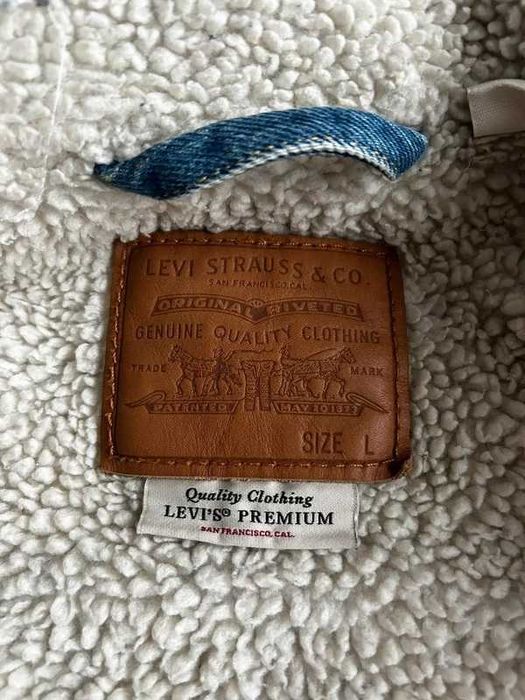 LEVI STRAUSS & CO.
SAN FRANCISCO, CAL.
ORIGINAL RIVETED
GENUINE QUALITY CLOTHING
TRADE MARK
PATENTED MAY 20 1873
SIZE L
Quality Clothing
LEVI'S® PREMIUM
SAN FRANCISCO, CAL.